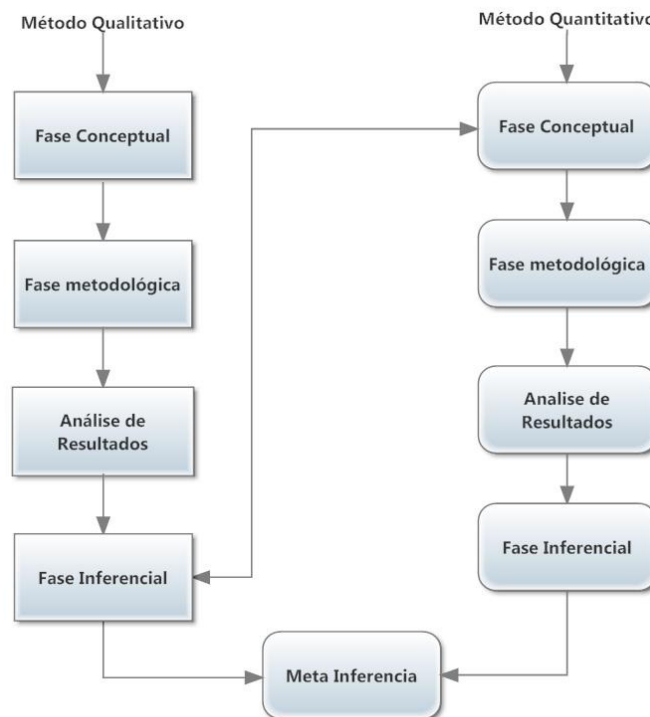 Método Qualitativo
Fase Conceptual
Fase metodológica
Análise de
Resultados
Fase Inferencial
Método Quantitativo
Fase Conceptual
Fase metodológica
Analise de
Resultados
Fase Inferencial
Meta Inferencia